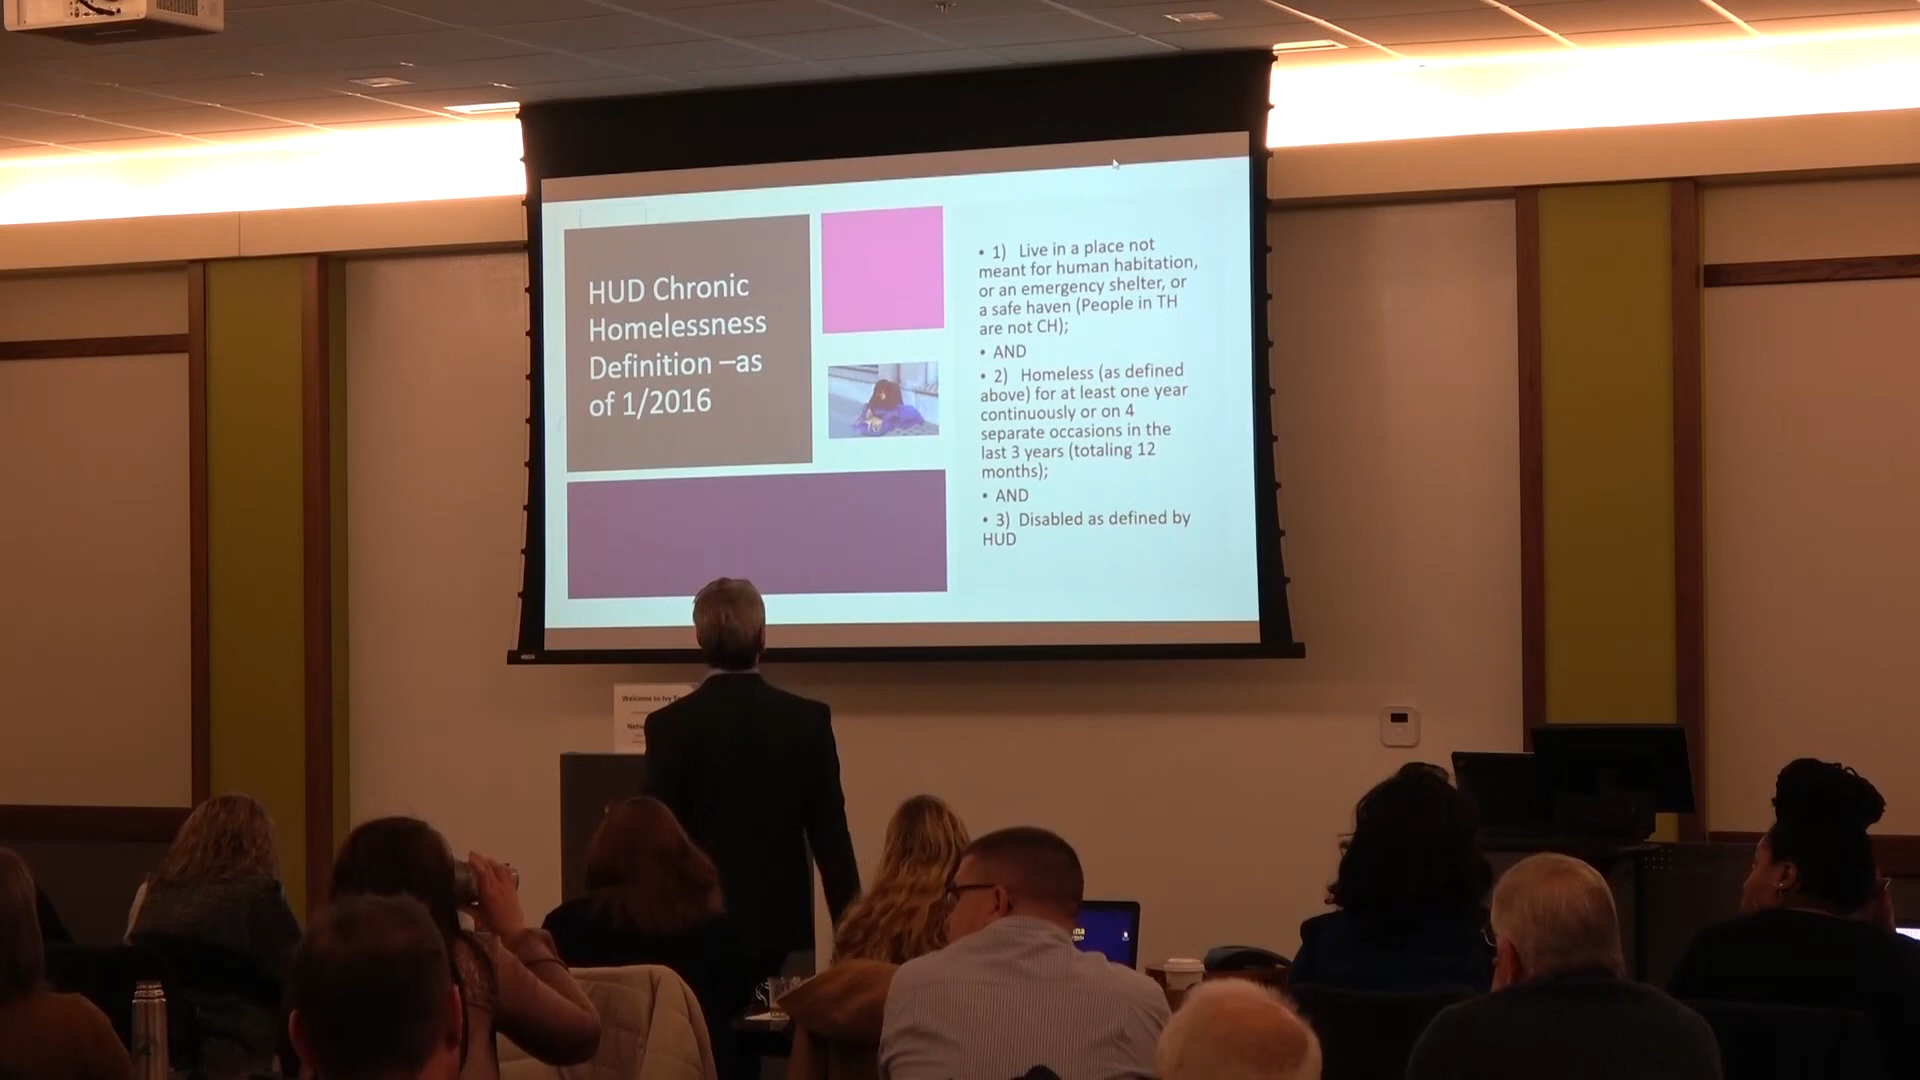 HUD Chronic
Homelessness
Definition –as
of 1/2016
• 1) Live in a place not
meant for human habitation,
or an emergency shelter, or
a safe haven (People in TH
are not CH);
• AND
• 2) Homeless (as defined
above) for at least one year
continuously or on 4
separate occasions in the
last 3 years (totaling 12
months);
• AND
• 3) Disabled as defined by
HUD
Welcome to Ivy